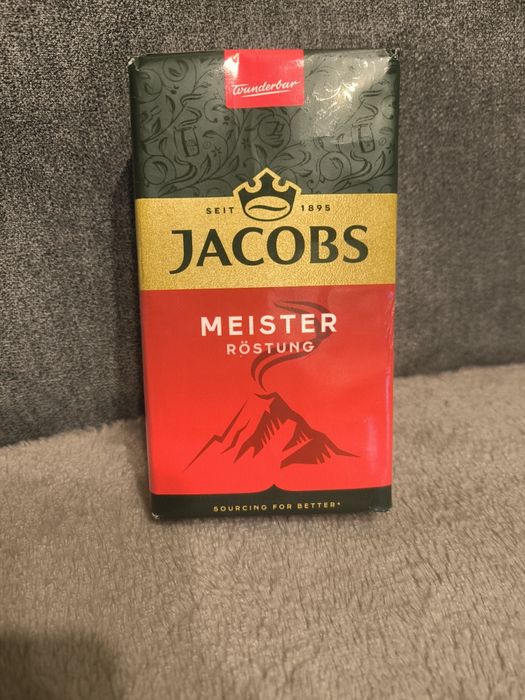 Wunderbar
SEIT 1895
JACOBS
MEISTER
RÖSTUNG
SOURCING FOR BETTER*